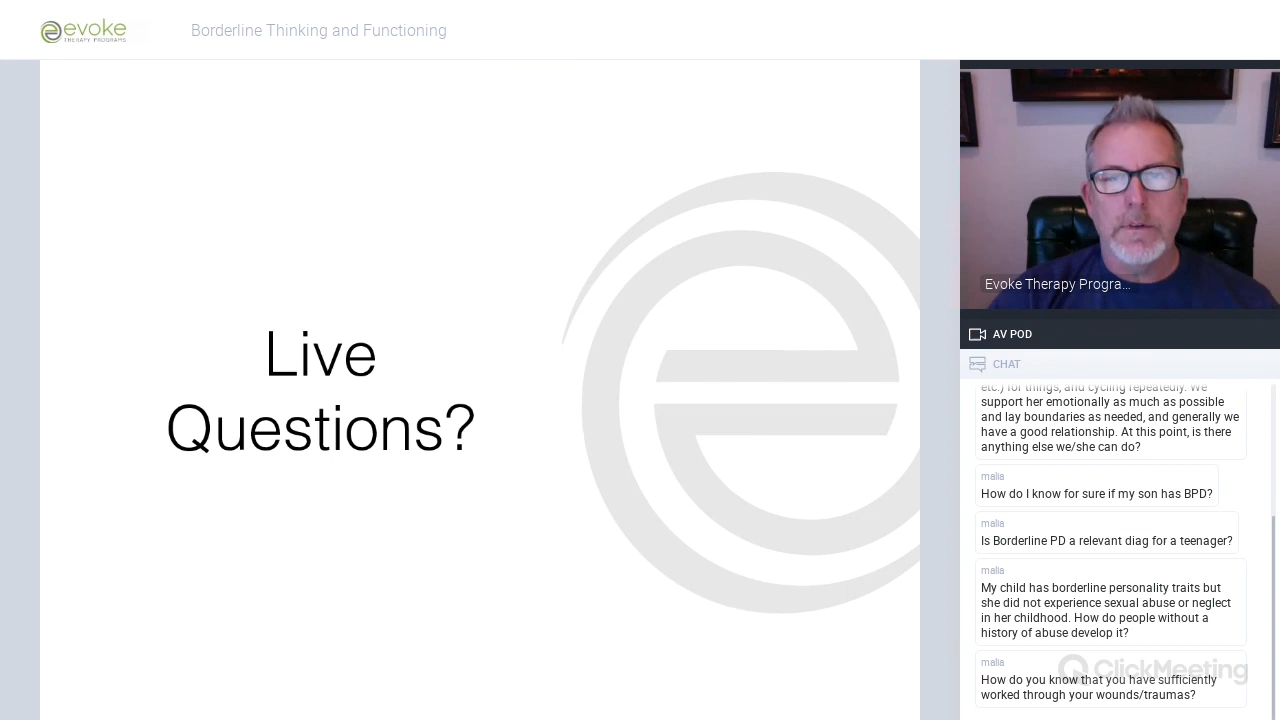 evoke
THERAPY PROGRAMS
Borderline Thinking and Functioning
Live
Questions?
Evoke Therapy Progra...
AV POD
CHAT
etc.) for things, and cycling repeatedly. We
support her emotionally as much as possible
and lay boundaries as needed, and generally we
have a good relationship. At this point, is there
anything else we/she can do?
malia
How do I know for sure if my son has BPD?
malia
Is Borderline PD a relevant diag for a teenager?
malia
My child has borderline personality traits but
she did not experience sexual abuse or neglect
in her childhood. How do people without a
history of abuse develop it?
malia
How do you know that you have sufficiently
worked through your wounds/traumas?
ClickMeeting